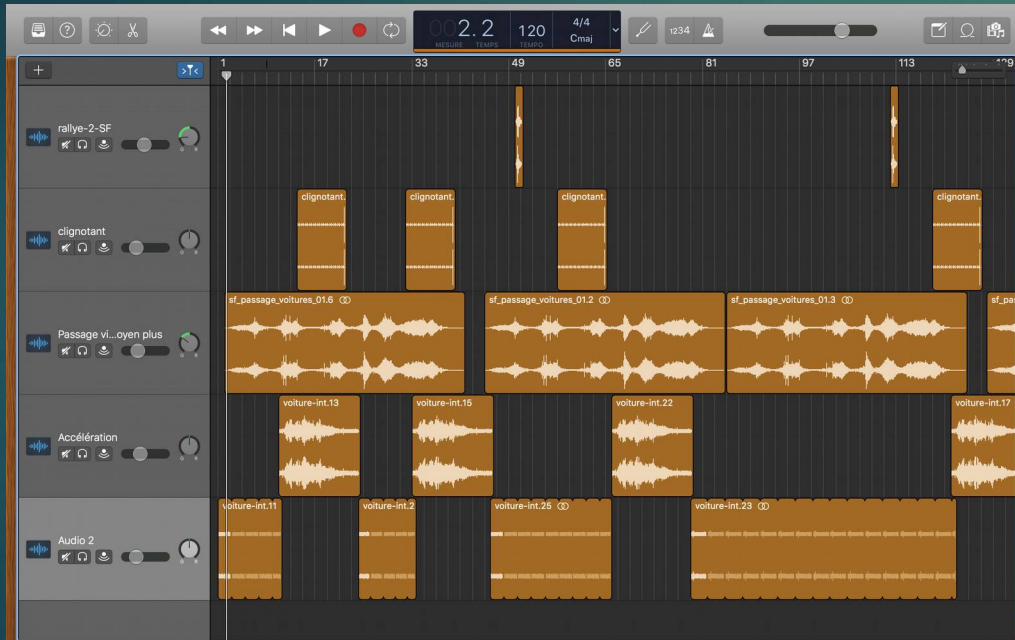 002. 2
MESURE TEMPS
120
TEMPO
4/4
Cmaj
1234
1 17 33 49 65 81 97 113 129
rallye-2-SF
clignotant
clignotant.
clignotant.
clignotant.
clignotant.
Passage vi...oyen plus
sf_passage_voitures_01.6
sf_passage_voitures_01.2
sf_passage_voitures_01.3
sf_pas
Accélération
voiture-int.13
voiture-int.15
voiture-int.22
voiture-int.17
Audio 2
voiture-int.11
voiture-int.2
voiture-int.25
voiture-int.23